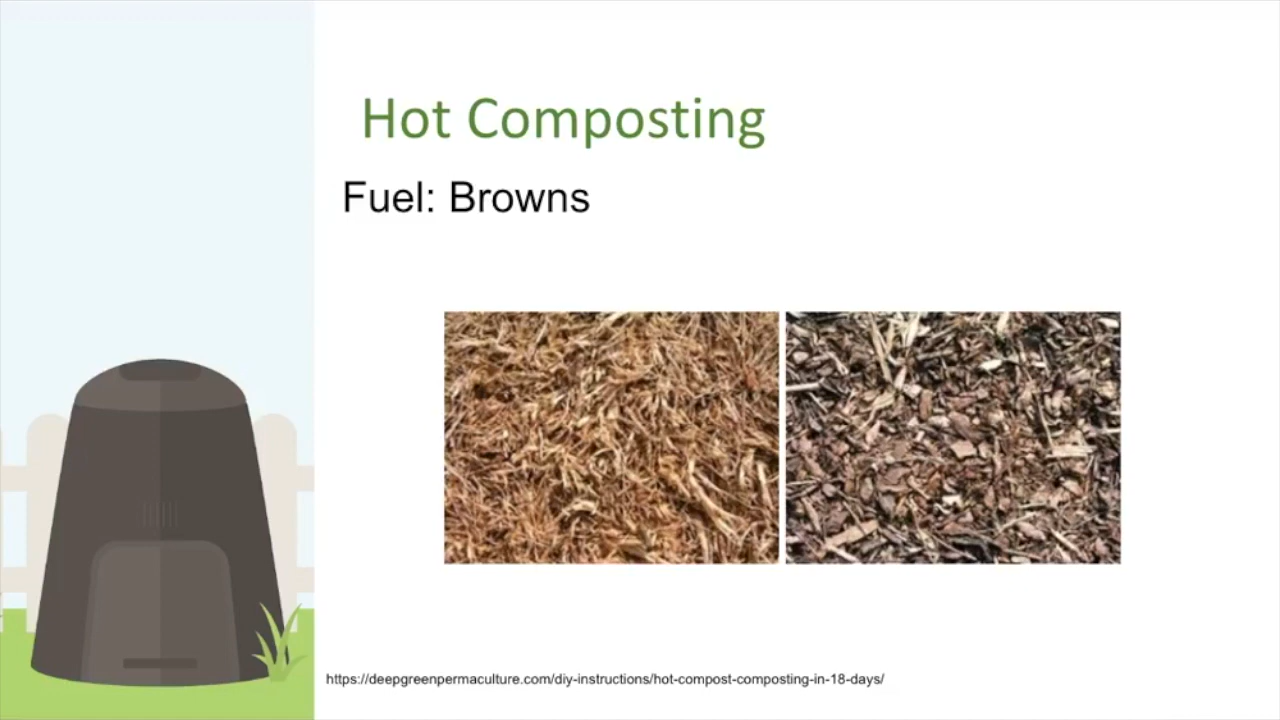 Hot Composting
Fuel: Browns
https://deepgreenpermaculture.com/diy-instructions/hot-compost-composting-in-18-days/